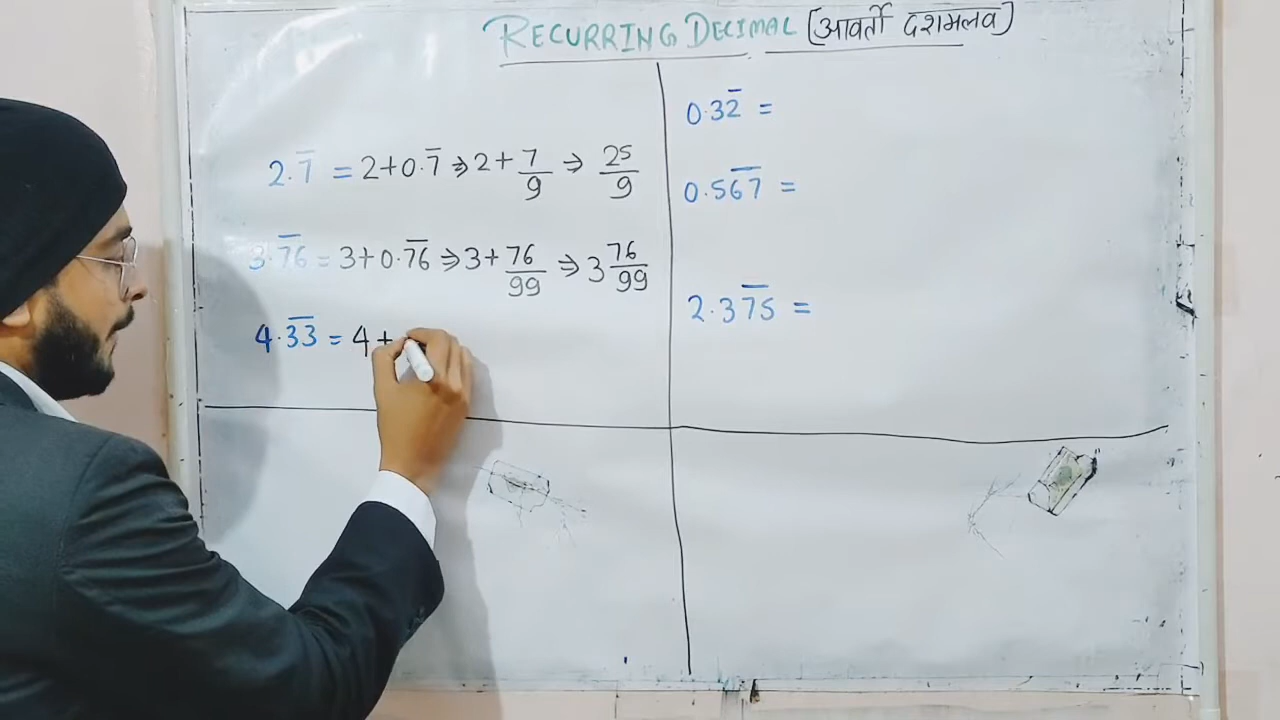 RECURRING DECIMAL [आवर्ती दशमलव]
2.7̅ = 2+0.7̅ ⇒ 2 + 7/9 ⇒ 25/9
3.7̅6̅ = 3+0.7̅6̅ ⇒ 3 + 76/99 ⇒ 3 76/99
4.3̅3̅ = 4+
0.32̅ =
0.56̅7̅ =
2.37̅5̅ =